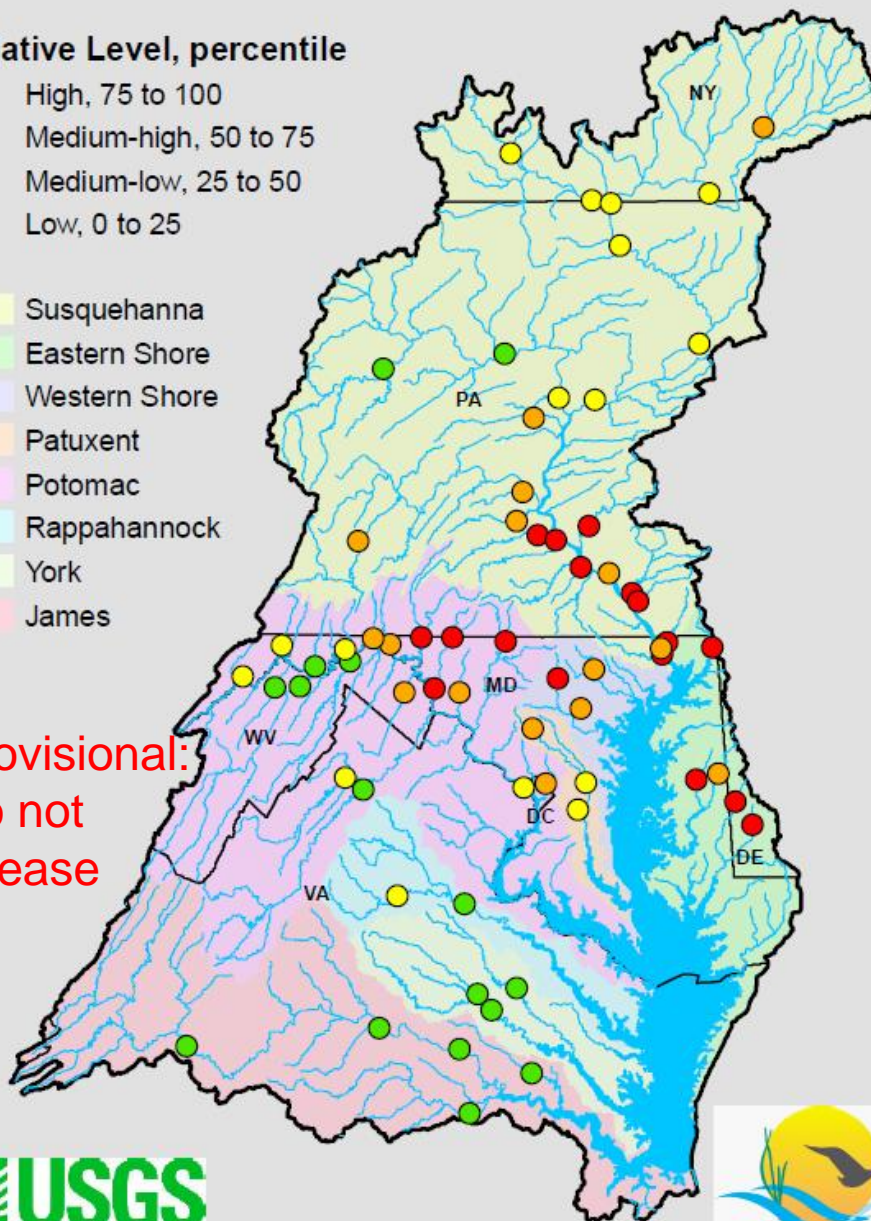 ative Level, percentile
High, 75 to 100
Medium-high, 50 to 75
Medium-low, 25 to 50
Low, 0 to 25
Susquehanna
Eastern Shore
Western Shore
Patuxent
Potomac
Rappahannock
York
James
NY
PA
MD
WV
ovisional:
o not
ease
DC
DE
VA
USGS